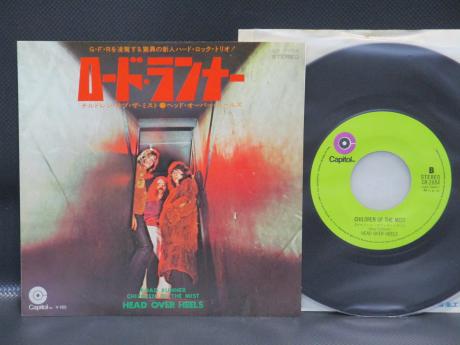 G・F・Rを凌駕する驚異の新人ハード・ロック・トリオ!
STEREO
ロード・ランナー
チルドレン・オブ・ザ・ミスト●ヘッド・オーバー・ヒールズ
ROAD RUNNER
CHILDREN OF THE MIST
HEAD OVER HEELS
Capitol
Capitol
B
STEREO
CHILDREN OF THE MIST
HEAD OVER HEELS